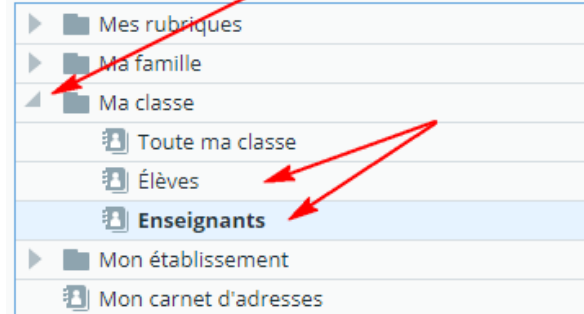 Mes rubriques
Ma famille
Ma classe
Toute ma classe
Élèves
Enseignants
Mon établissement
Mon carnet d'adresses